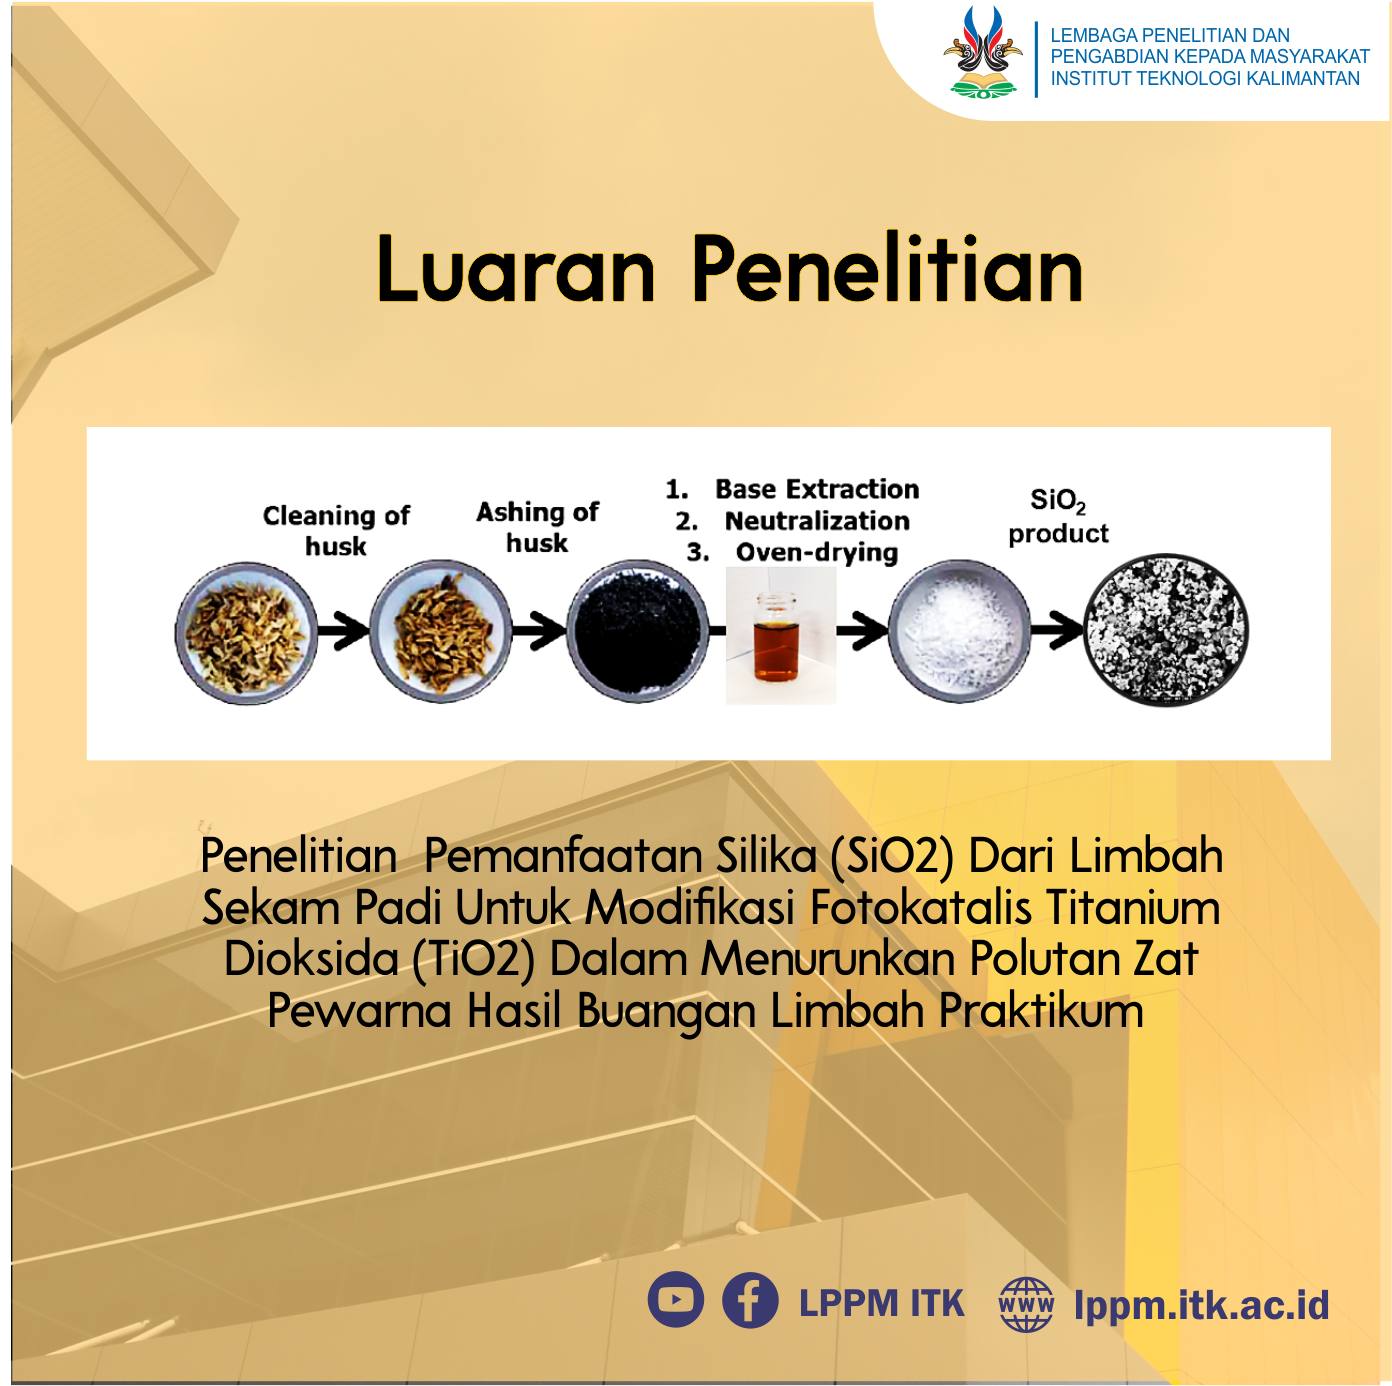 LEMBAGA PENELITIAN DAN
PENGABDIAN KEPADA MASYARAKAT
INSTITUT TEKNOLOGI KALIMANTAN
Luaran Penelitian
Cleaning of
husk
Ashing of
husk
1. Base Extraction
2. Neutralization
3. Oven-drying
SiO₂
product
Penelitian Pemanfaatan Silika (SiO2) Dari Limbah
Sekam Padi Untuk Modifikasi Fotokatalis Titanium
Dioksida (TiO2) Dalam Menurunkan Polutan Zat
Pewarna Hasil Buangan Limbah Praktikum
LPPM ITK
www
lppm.itk.ac.id